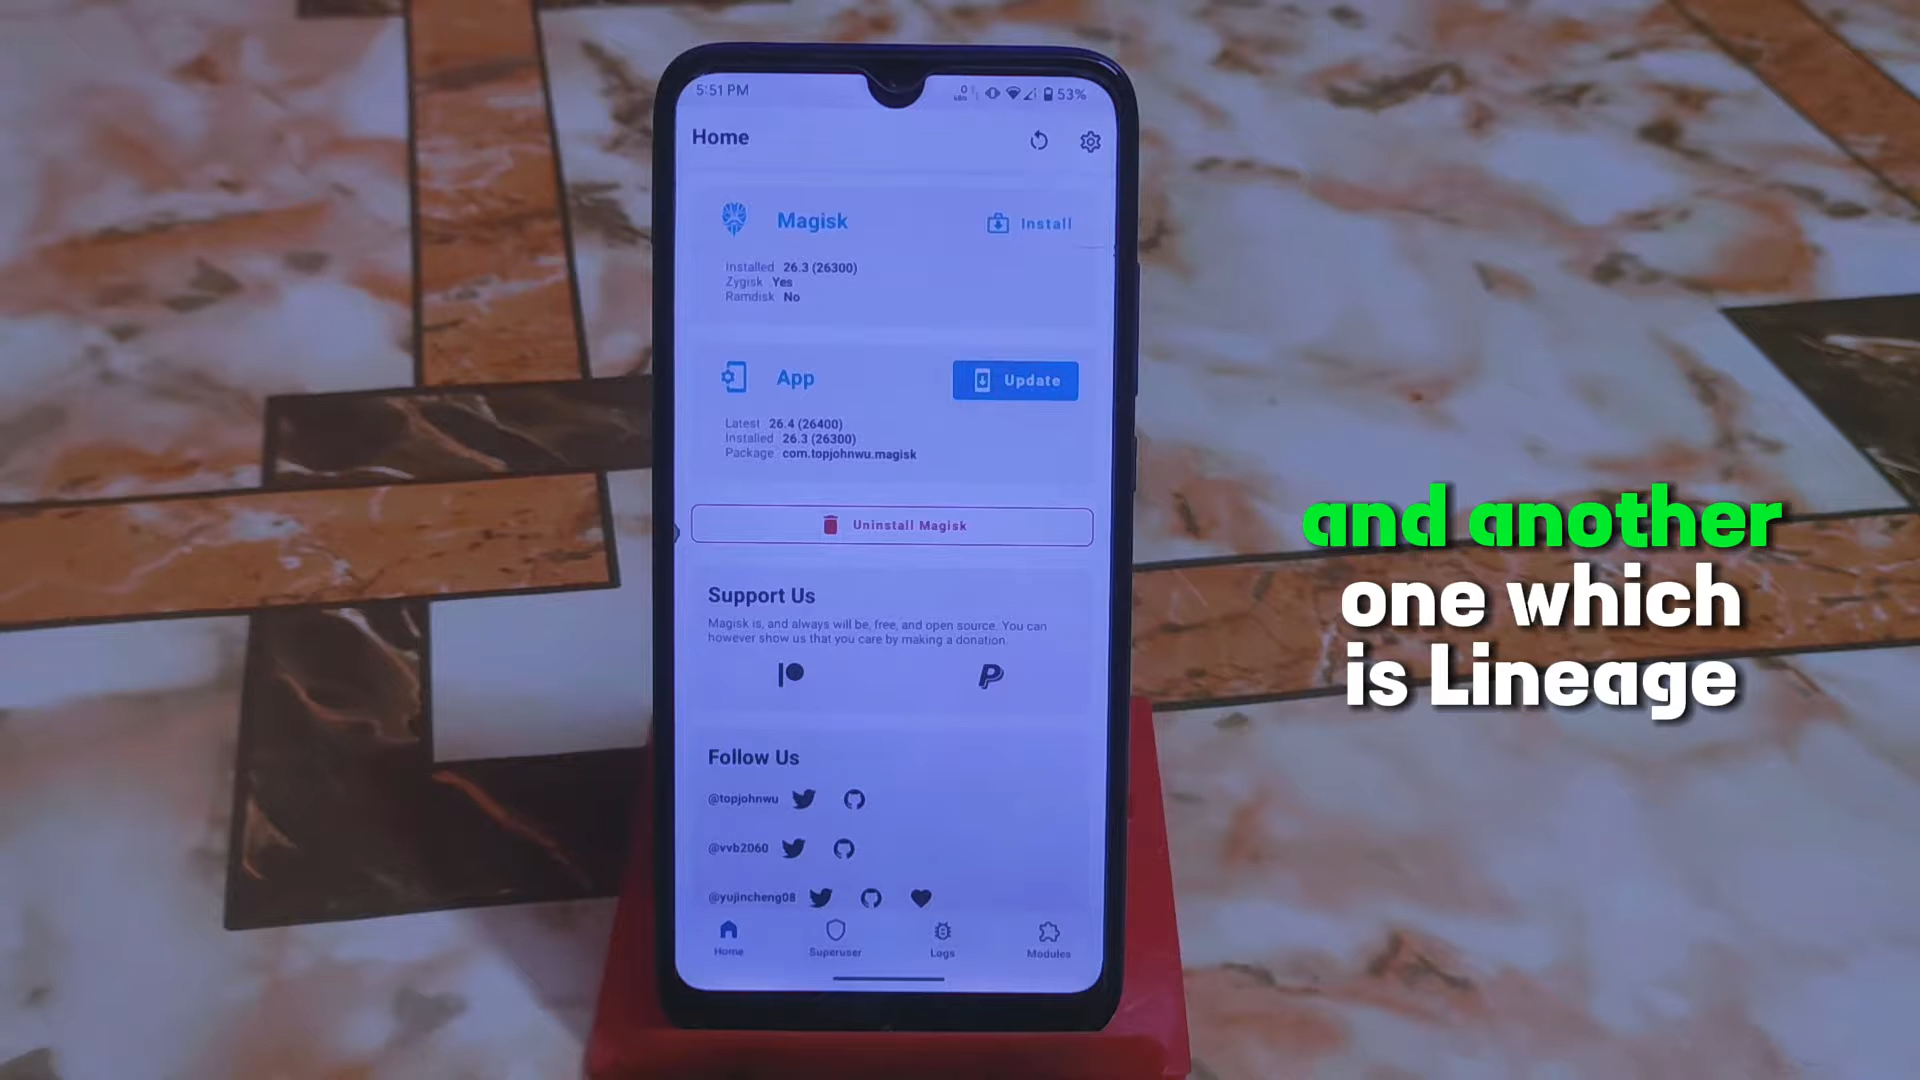 5:51 PM
53%
Home
Magisk
Install
Installed 26.3 (26300)
Zygisk Yes
Ramdisk No
App
Update
Latest 26.4 (26400)
Installed 26.3 (26300)
Package com.topjohnwu.magisk
Uninstall Magisk
Support Us
Magisk is, and always will be, free, and open source. You can
however show us that you care by making a donation.
Follow Us
@topjohnwu
@vvb2060
@yujincheng08
Home Superuser Logs Modules
and another
one which
is Lineage